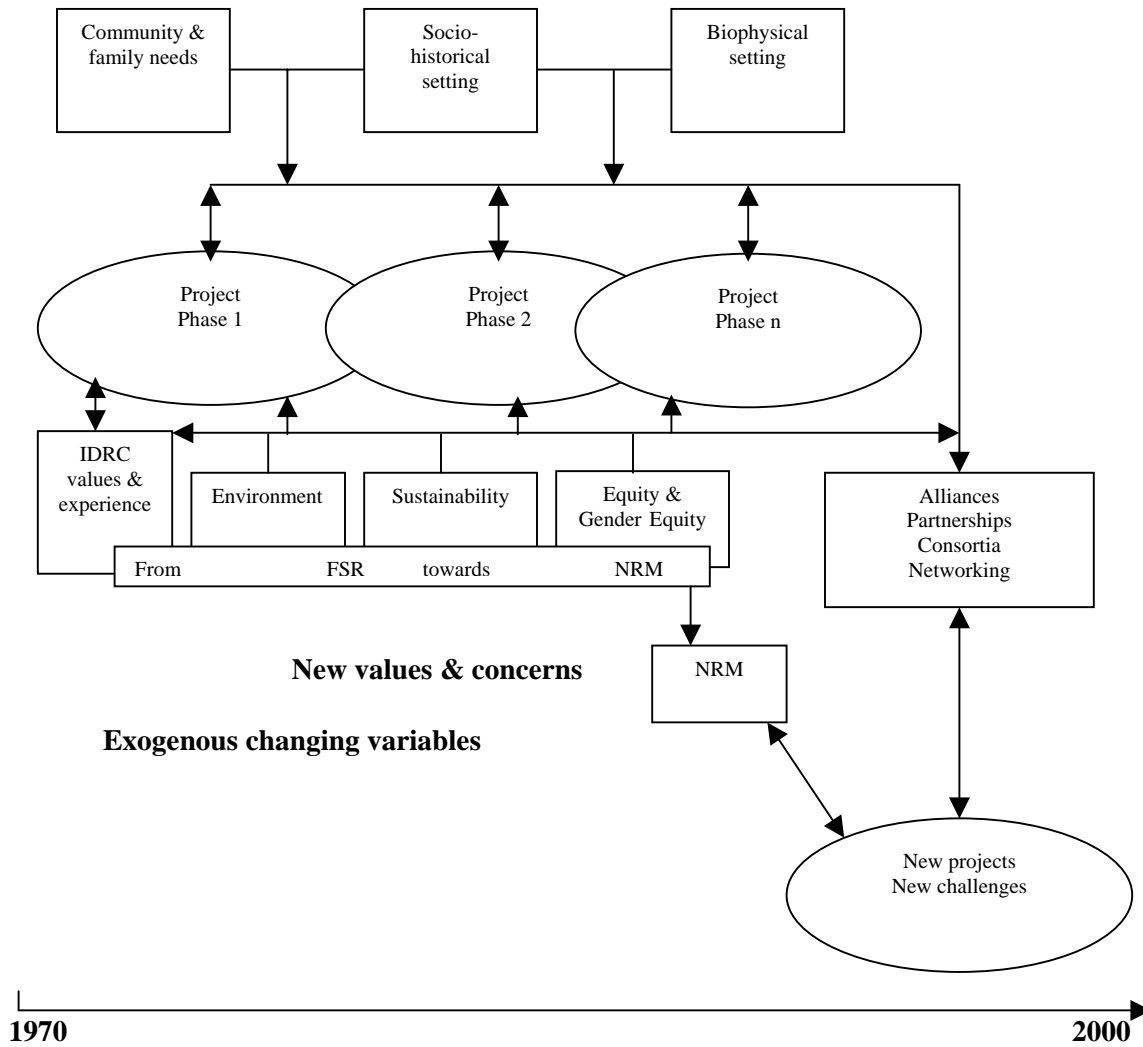 Community &
family needs
Socio-
historical
setting
Biophysical
setting
Project
Phase 1
Project
Phase 2
Project
Phase n
IDRC
values &
experience
Environment
Sustainability
Equity &
Gender Equity
Alliances
Partnerships
Consortia
Networking
From FSR towards NRM
New values & concerns
NRM
Exogenous changing variables
New projects
New challenges
1970 2000